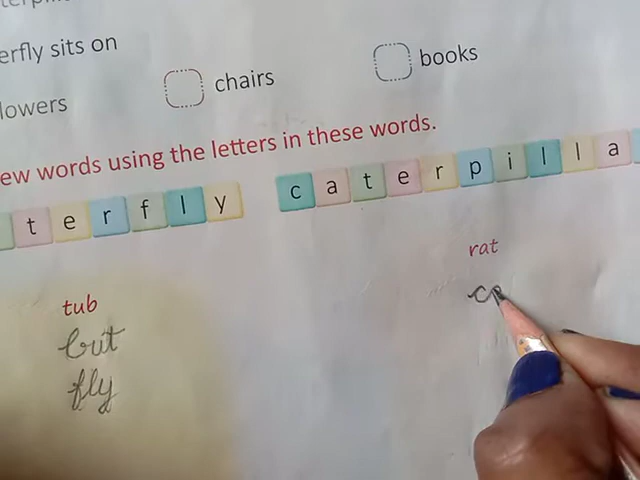 erfly sits on
chairs
books
lowers
ew words using the letters in these words.
t e r f l y
c a t e r p i l l a
rat
tub
but
fly